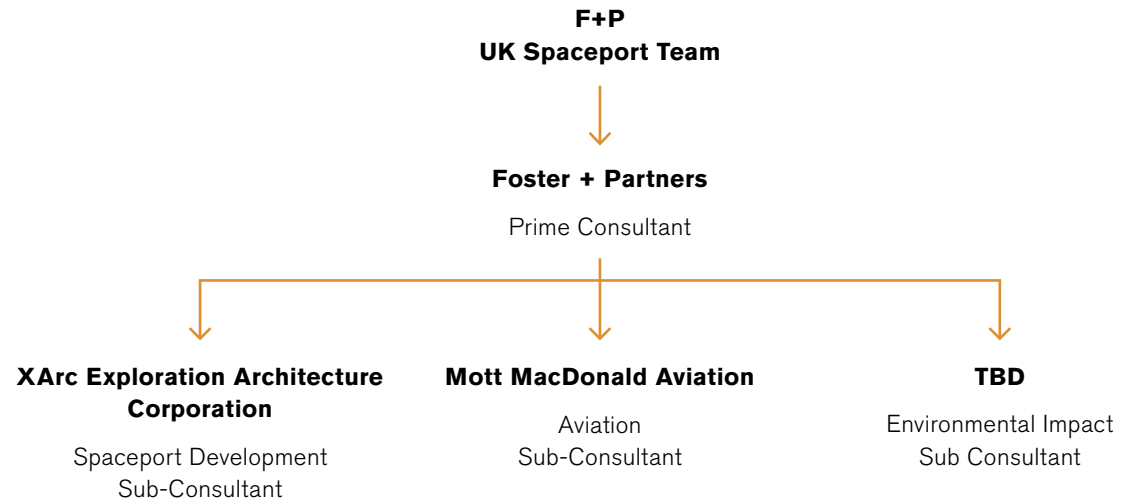 F+P
UK Spaceport Team
Foster + Partners
Prime Consultant
XArc Exploration Architecture
Corporation
Spaceport Development
Sub-Consultant
Mott MacDonald Aviation
Aviation
Sub-Consultant
TBD
Environmental Impact
Sub Consultant